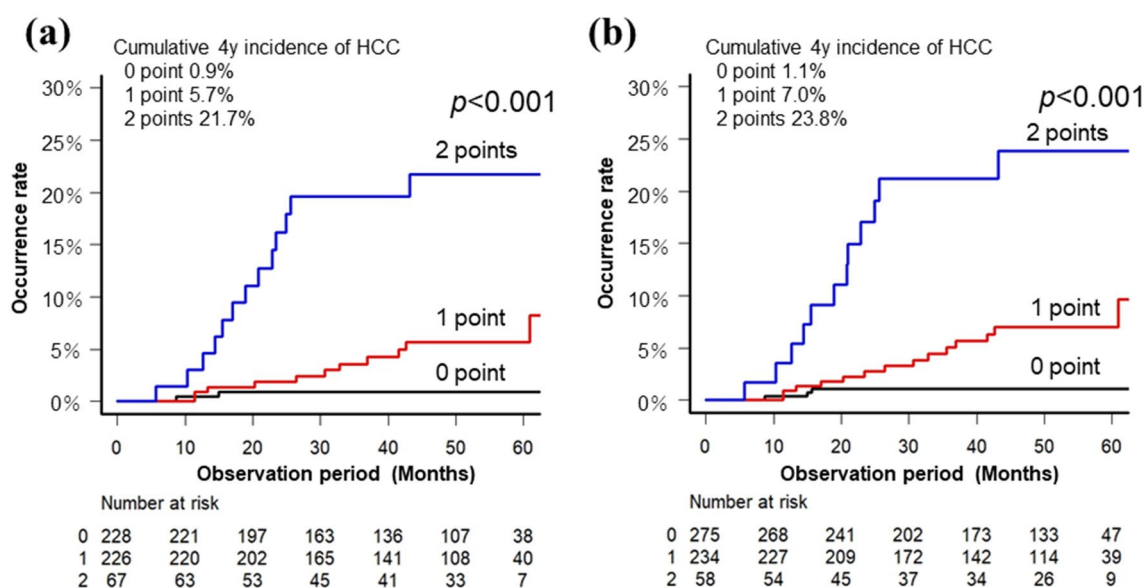 (a)
Cumulative 4y incidence of HCC
0 point 0.9%
1 point 5.7%
2 points 21.7%
p<0.001
30%
25%
20%
15%
10%
5%
0%
Occurrence rate
2 points
1 point
0 point
0 10 20 30 40 50 60
Observation period (Months)
Number at risk
0 228 221 197 163 136 107 38
1 226 220 202 165 141 108 40
2 67 63 53 45 41 33 7
(b)
Cumulative 4y incidence of HCC
0 point 1.1%
1 point 7.0%
2 points 23.8%
p<0.001
30%
25%
20%
15%
10%
5%
0%
Occurrence rate
2 points
1 point
0 point
0 10 20 30 40 50 60
Observation period (Months)
Number at risk
0 275 268 241 202 173 133 47
1 234 227 209 172 142 114 39
2 58 54 45 37 34 26 9